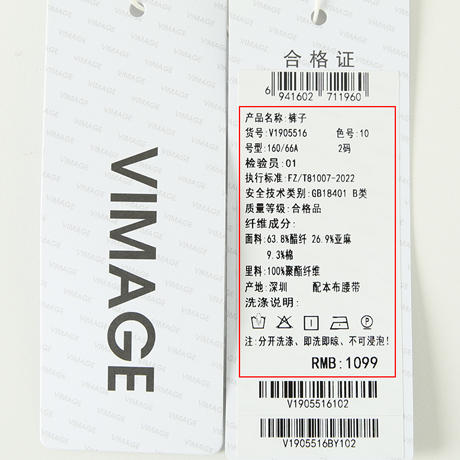 VIMAGE
合格证
6 941602 711960
产品名称:裤子
货号:V1905516 色号:10
号型:160/66A 2码
检验员:01
执行标准:FZ/T81007-2022
安全技术类别:GB18401 B类
质量等级:合格品
纤维成分:
面料:63.8%醋纤 26.9%亚麻
9.3%棉
里料:100%聚酯纤维
产地:深圳 配本布腰带
洗涤说明:
注:分开洗涤、即洗即晾、不可浸泡!
RMB:1099
V1905516102
V1905516BY102